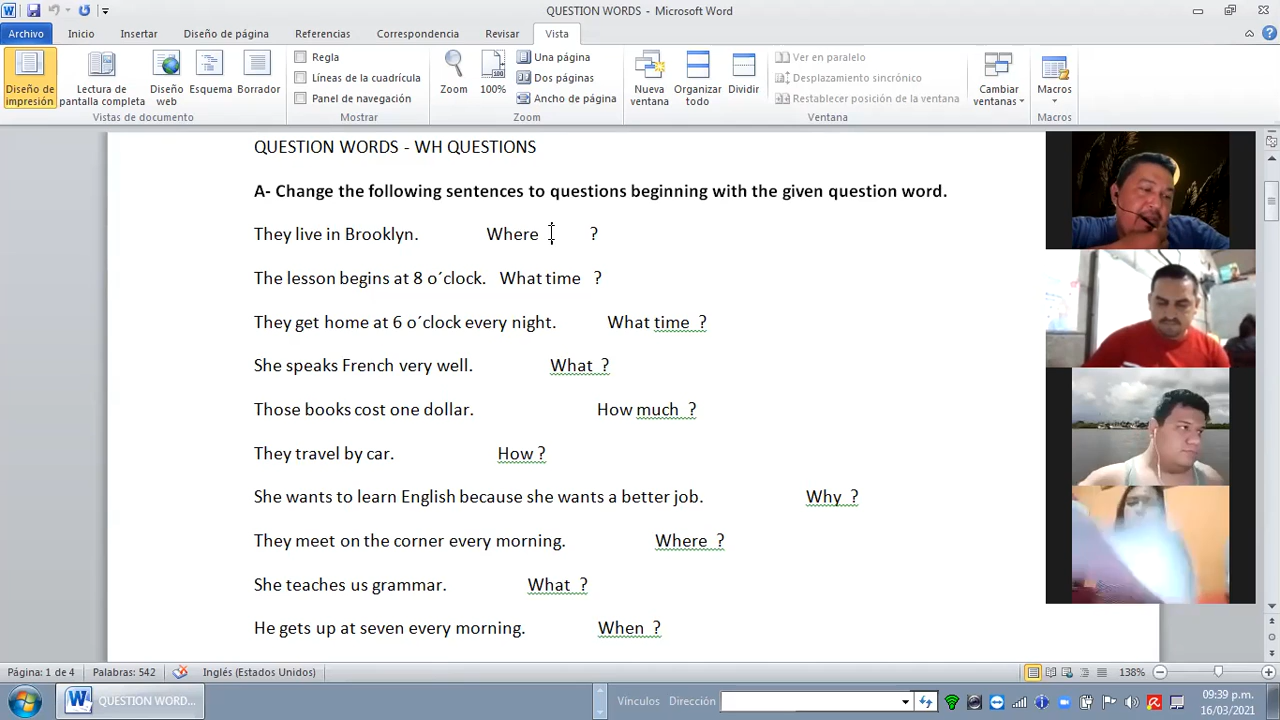 QUESTION WORDS - Microsoft Word
Archivo Inicio Insertar Diseño de página Referencias Correspondencia Revisar Vista
Diseño de impresión
Lectura de pantalla completa
Diseño web
Esquema
Borrador
Vistas de documento
Regla
Líneas de la cuadrícula
Panel de navegación
Mostrar
Zoom
100%
Una página
Dos páginas
Ancho de página
Zoom
Nueva ventana
Organizar todo
Dividir
Ver en paralelo
Desplazamiento sincrónico
Restablecer posición de la ventana
Ventana
Cambiar ventanas
Macros
Macros
QUESTION WORDS - WH QUESTIONS
A- Change the following sentences to questions beginning with the given question word.
They live in Brooklyn. Where ?
The lesson begins at 8 o´clock. What time ?
They get home at 6 o´clock every night. What time ?
She speaks French very well. What ?
Those books cost one dollar. How much ?
They travel by car. How ?
She wants to learn English because she wants a better job. Why ?
They meet on the corner every morning. Where ?
She teaches us grammar. What ?
He gets up at seven every morning. When ?
Página: 1 de 4 Palabras: 542 Inglés (Estados Unidos) 138%
QUESTION WORD... Vínculos Dirección 09:39 p.m.
16/03/2021